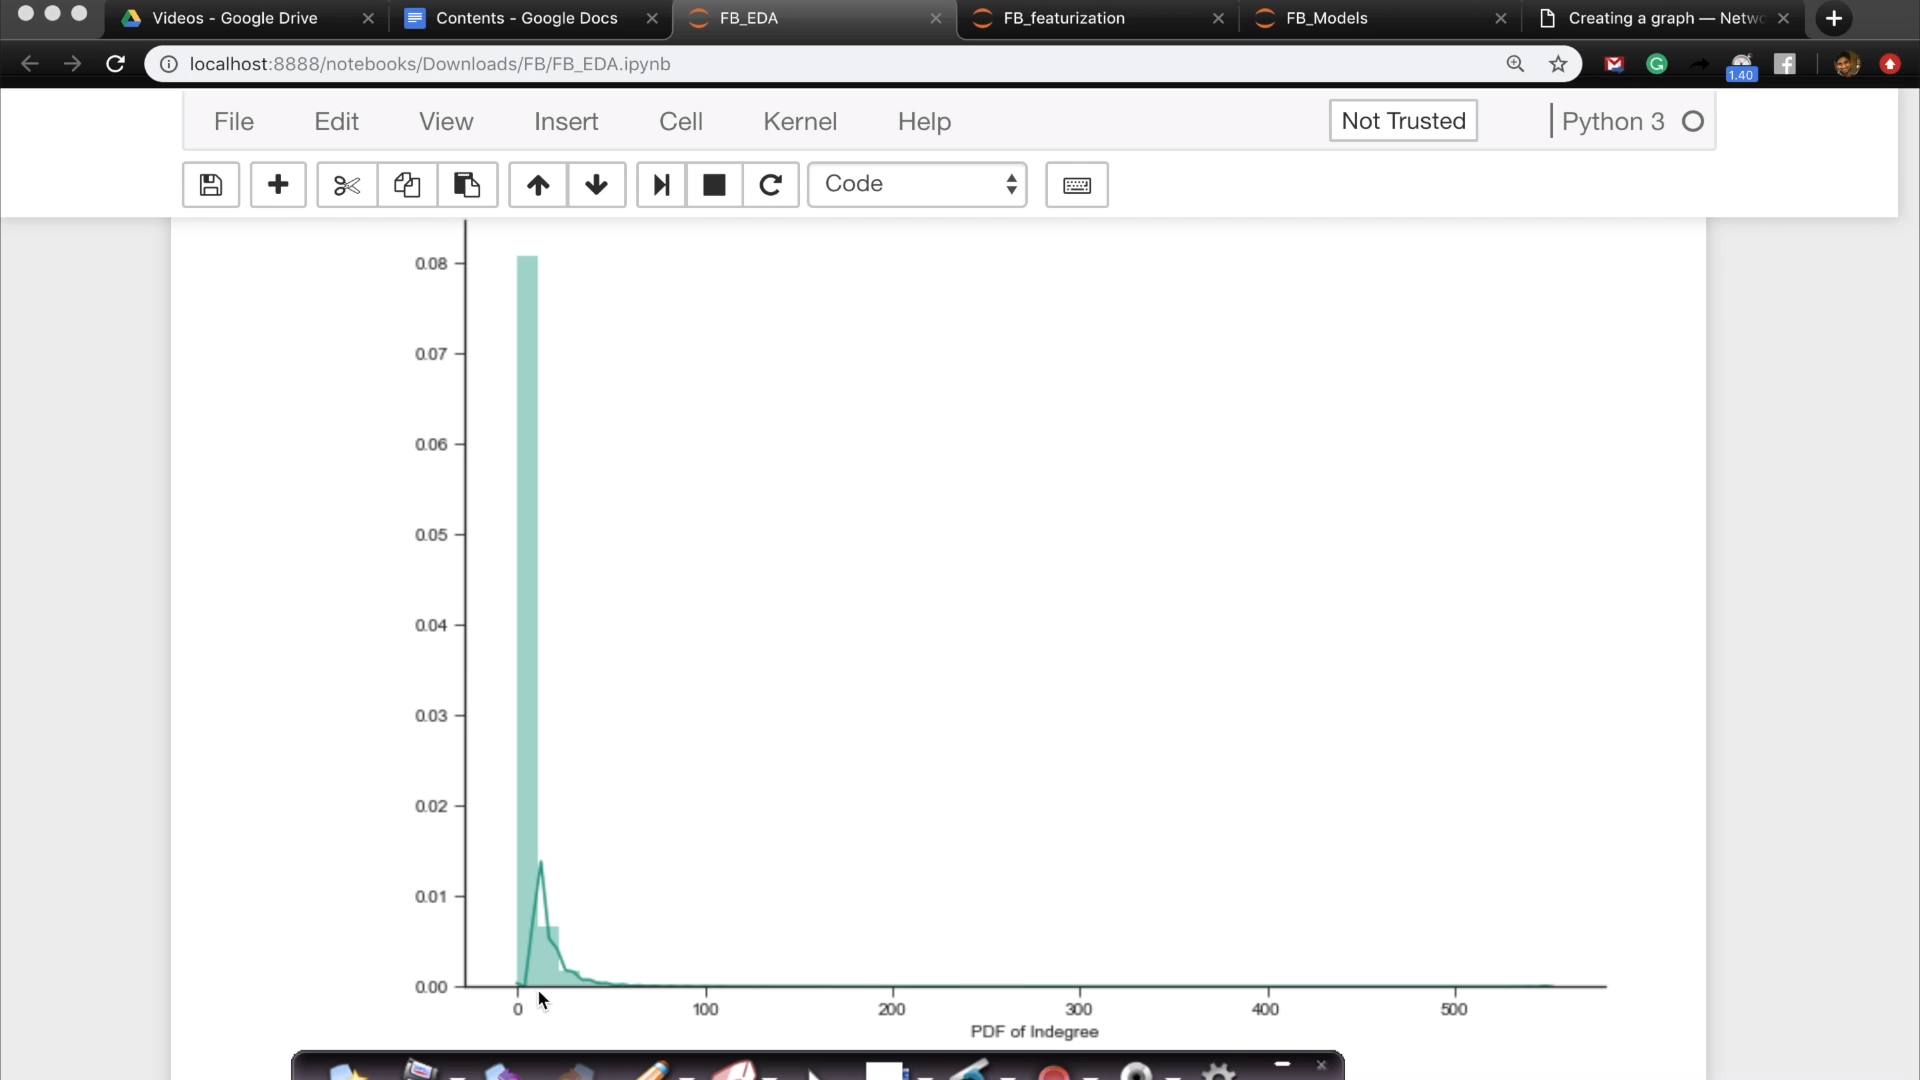 Videos - Google Drive
Contents - Google Docs
FB_EDA
FB_featurization
FB_Models
Creating a graph — Netw
localhost:8888/notebooks/Downloads/FB/FB_EDA.ipynb
1.40
File Edit View Insert Cell Kernel Help
Not Trusted
Python 3
Code
0.08
0.07
0.06
0.05
0.04
0.03
0.02
0.01
0.00
0 100 200 300 400 500
PDF of Indegree